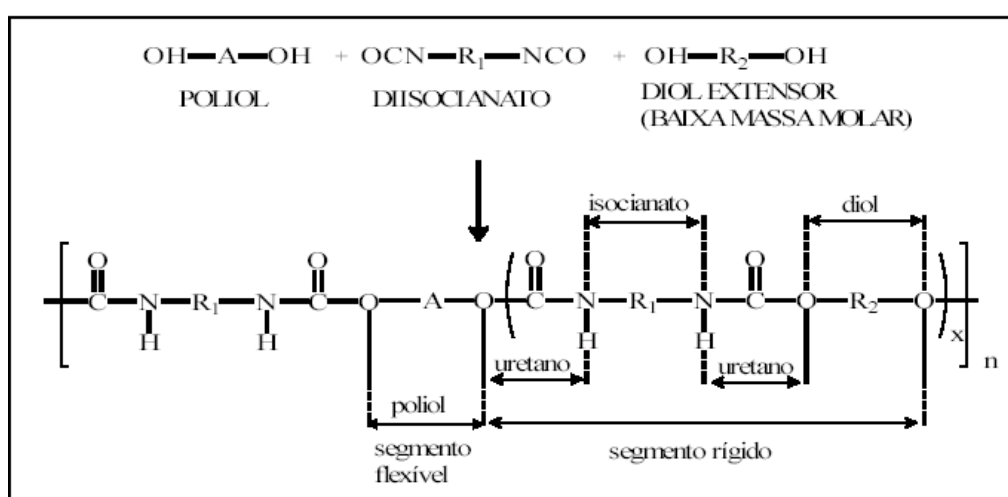 OH—A—OH + OCN—R₁—NCO + OH—R₂—OH
POLIOL DIISOCIANATO DIOL EXTENSOR
(BAIXA MASSA MOLAR)
isocianato diol
O O O O
C—N—R₁—N—C—O—A—O—C—N—R₁—N—C—O—R₂—O
H H H H x
n
uretano uretano
poliol
segmento segmento rígido
flexível